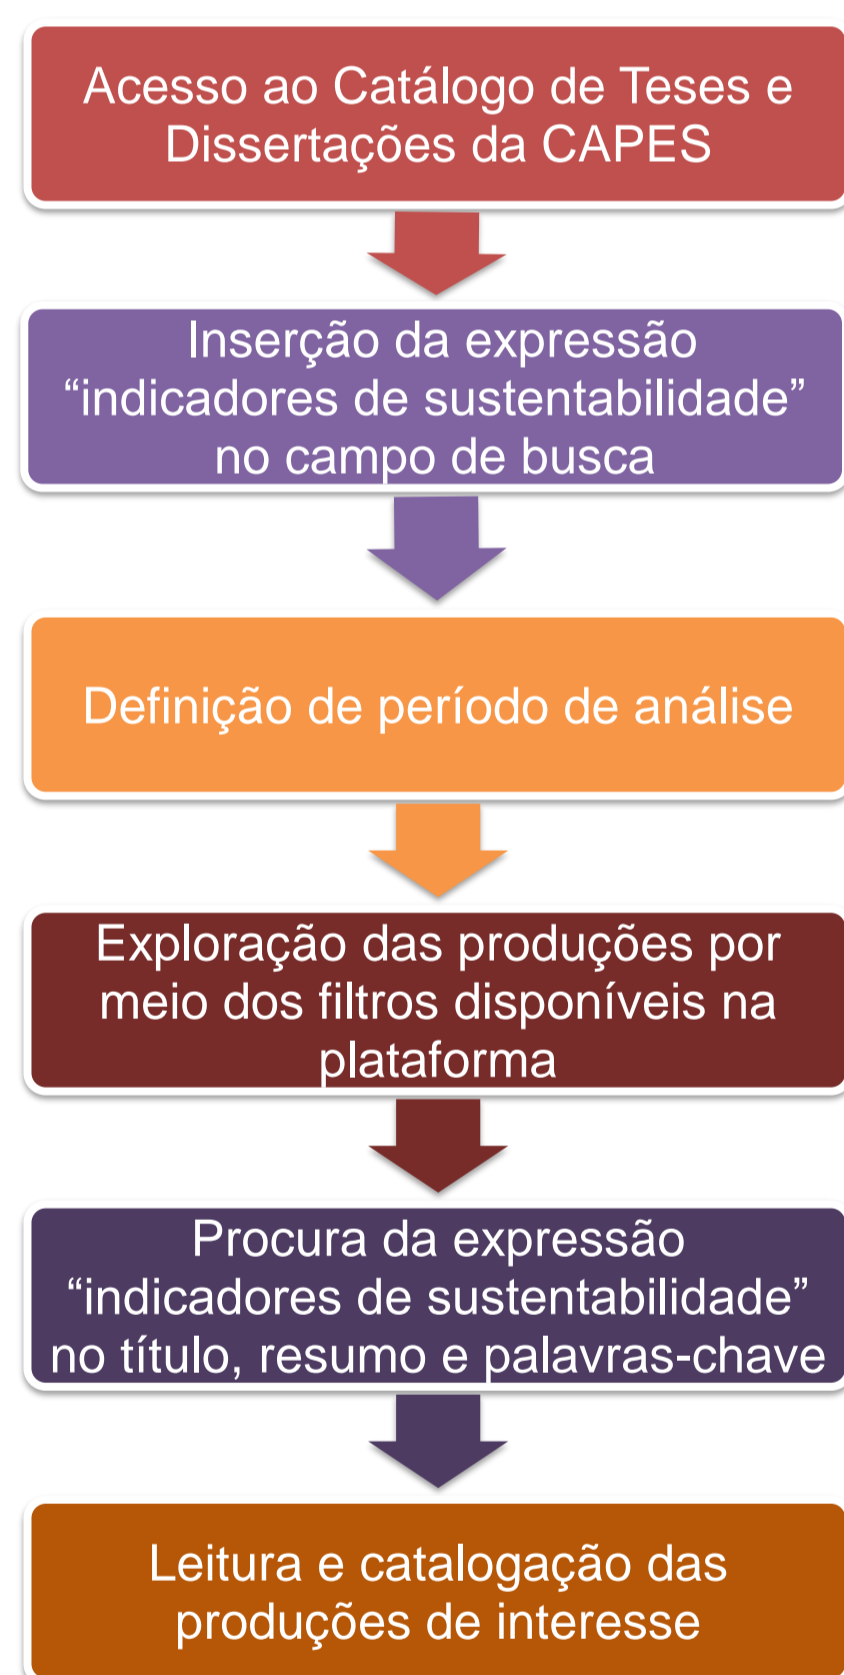 Acesso ao Catálogo de Teses e
Dissertações da CAPES
Inserção da expressão
“indicadores de sustentabilidade”
no campo de busca
Definição de período de análise
Exploração das produções por
meio dos filtros disponíveis na
plataforma
Procura da expressão
“indicadores de sustentabilidade”
no título, resumo e palavras-chave
Leitura e catalogação das
produções de interesse